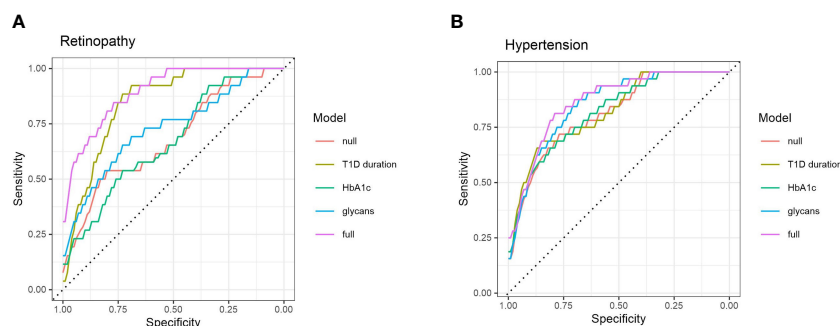 A
Retinopathy
1.00
0.75
0.50
0.25
0.00
Sensitivity
1.00
0.75
0.50
0.25
0.00
Specificity
Model
null
T1D duration
HbA1c
glycans
full
B
Hypertension
1.00
0.75
0.50
0.25
0.00
Sensitivity
1.00
0.75
0.50
0.25
0.00
Specificity
Model
null
T1D duration
HbA1c
glycans
full